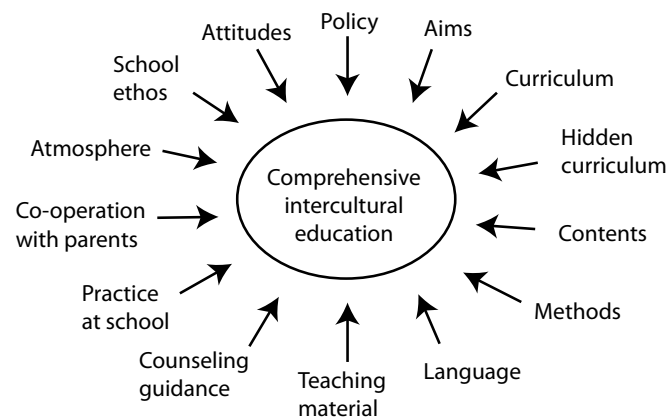 Policy
Aims
Curriculum
Hidden
curriculum
Contents
Methods
Language
Teaching
material
Counseling
guidance
Practice
at school
Co-operation
with parents
Atmosphere
School
ethos
Attitudes
Comprehensive
intercultural
education